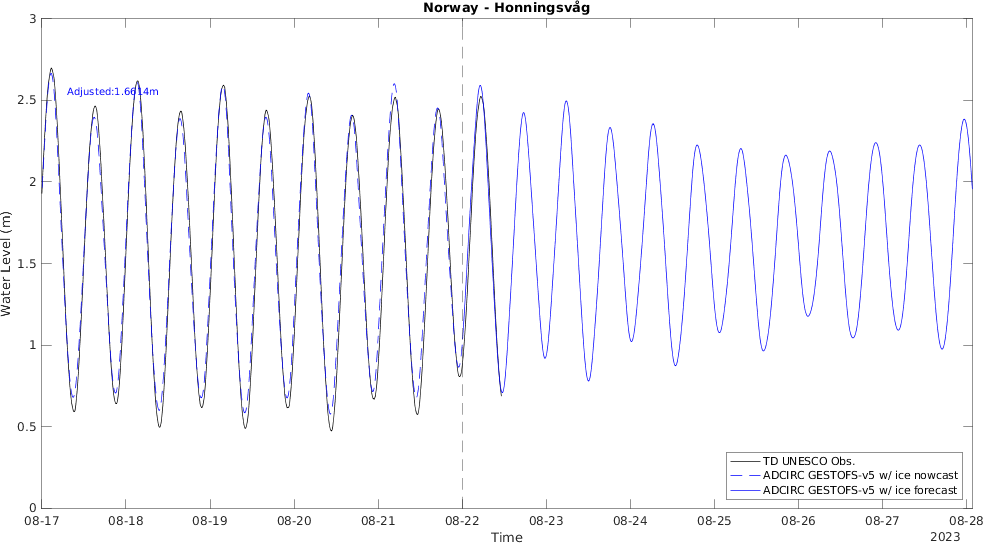 Norway - Honningsvåg
3
2.5
2
1.5
1
0.5
0
Water Level (m)
Adjusted:1.6614m
TD UNESCO Obs.
ADCIRC GESTOFS-v5 w/ ice nowcast
ADCIRC GESTOFS-v5 w/ ice forecast
08-17 08-18 08-19 08-20 08-21 08-22 08-23 08-24 08-25 08-26 08-27 08-28
Time
2023